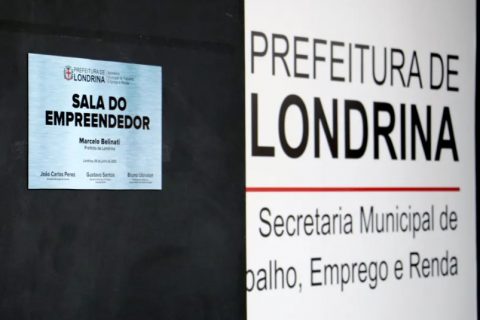 PREFEITURA DE
LONDRINA
SALA DO
EMPREENDEDOR
Marcelo Belinati
Prefeito de Londrina
João Carlos Perez
Gustavo Santos
PREFEITURA DE
LONDRINA
Secretaria Municipal de
balho, Emprego e Renda